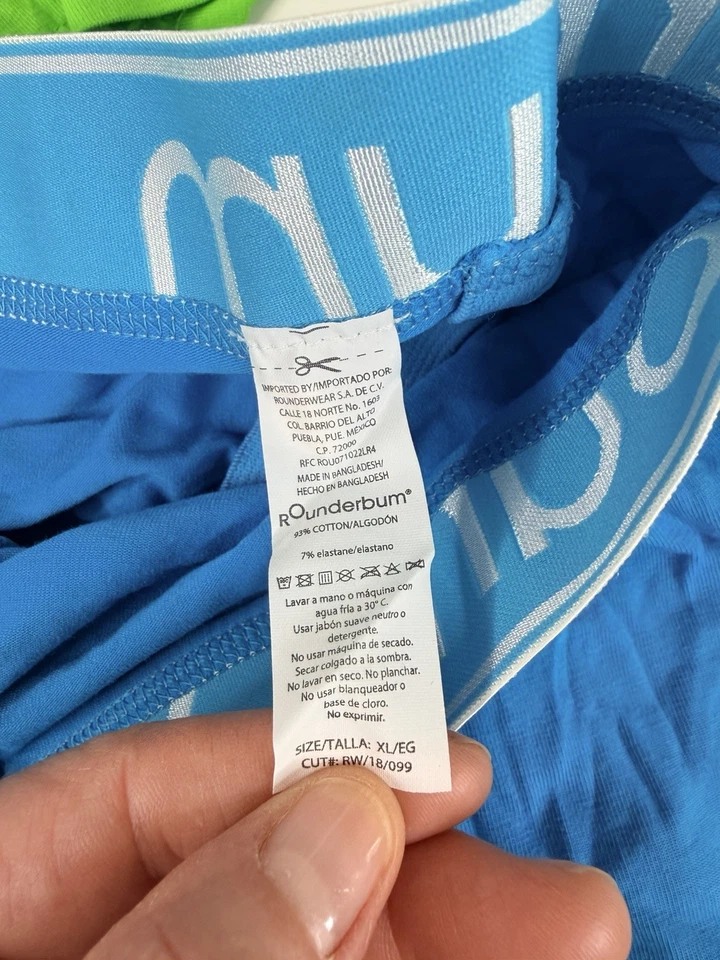 IMPORTED BY/IMPORTADO POR:
ROUNDERWEAR S.A. DE C.V.
CALLE 18 NORTE No. 1603
COL. BARRIO DEL ALTO
PUEBLA, PUE. MÉXICO
C.P. 72000
RFC ROU071022LR4
MADE IN BANGLADESH/
HECHO EN BANGLADESH
ROunderbum®
93% COTTON/ALGODÓN
7% elastane/elastano
Lavar a mano o máquina con
agua fria a 30° C.
Usar jabón suave neutro o
detergente.
No usar máquina de secado.
Secar colgado a la sombra.
No lavar en seco. No planchar.
No usar blanqueador o
base de cloro.
No exprimir.
SIZE/TALLA: XL/EG
CUT#: RW/18/099